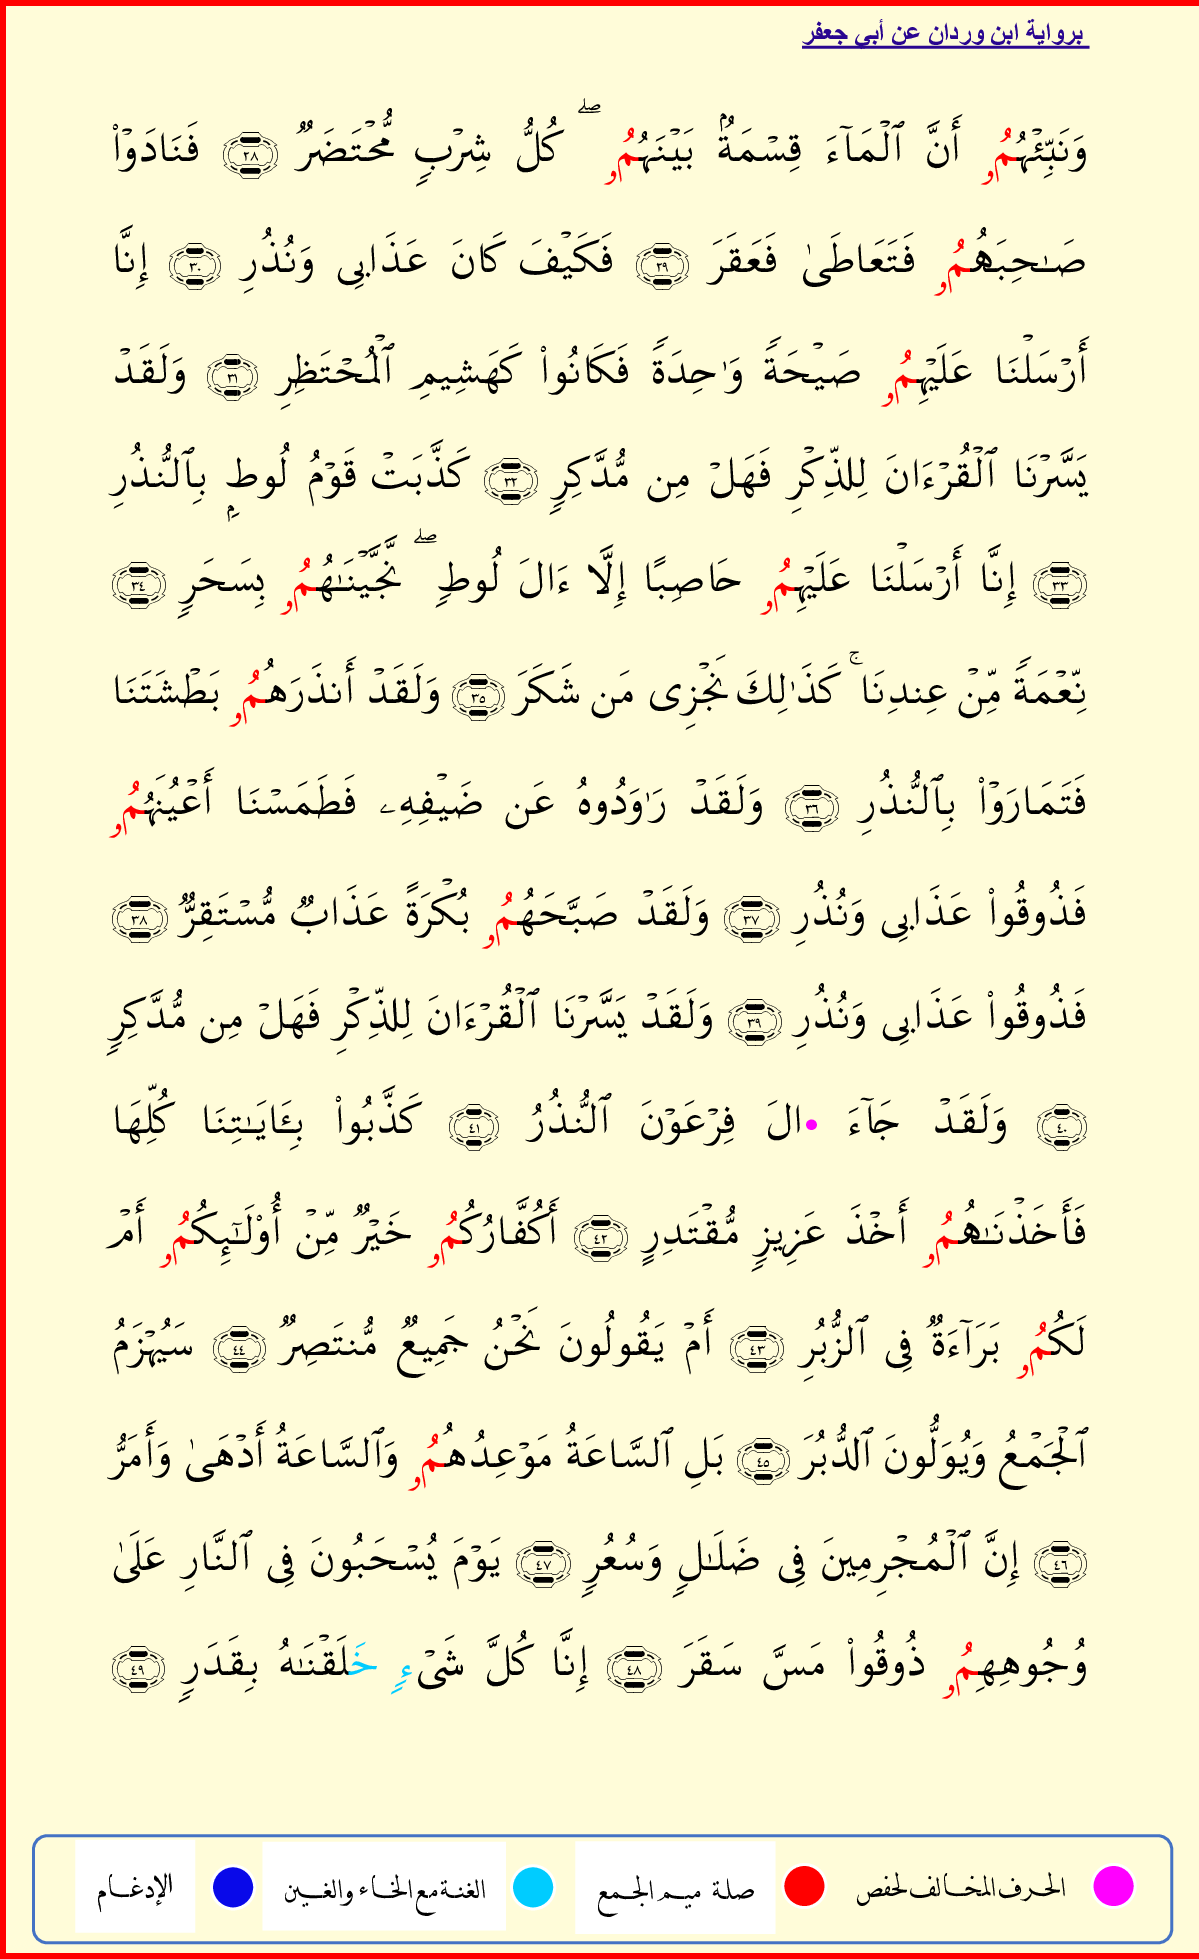 برواية ابن وردان عن أبي جعفر
وَنَبِّئْهُمُۥ أَنَّ ٱلْمَآءَ قِسْمَةٌۢ بَيْنَهُمُۥ ۖ كُلُّ شِرْبٍ مُّحْتَضَرٌ ٢٨ فَنَادَوْا۟
صَـٰحِبَهُمُۥ فَتَعَاطَىٰ فَعَقَرَ ٢٩ فَكَيْفَ كَانَ عَذَابِى وَنُذُرِ ٣٠ إِنَّا
أَرْسَلْنَا عَلَيْهِمُۥ صَيْحَةً وَٰحِدَةً فَكَانُوا۟ كَهَشِيمِ ٱلْمُحْتَظِرِ ٣١ وَلَقَدْ
يَسَّرْنَا ٱلْقُرْءَانَ لِلذِّكْرِ فَهَلْ مِن مُّدَّكِرٍ ٣٢ كَذَّبَتْ قَوْمُ لُوطٍۭ بِٱلنُّذُرِ
٣٣ إِنَّا أَرْسَلْنَا عَلَيْهِمُۥ حَاصِبًا إِلَّا ءَالَ لُوطٍ ۖ نَّجَّيْنَـٰهُمُۥ بِسَحَرٍ ٣٤
نِّعْمَةً مِّنْ عِندِنَا ۚ كَذَٰلِكَ نَجْزِى مَن شَكَرَ ٣٥ وَلَقَدْ أَنذَرَهُمُۥ بَطْشَتَنَا
فَتَمَارَوْا۟ بِٱلنُّذُرِ ٣٦ وَلَقَدْ رَٰوَدُوهُ عَن ضَيْفِهِۦ فَطَمَسْنَا أَعْيُنَهُمُۥ
فَذُوقُوا۟ عَذَابِى وَنُذُرِ ٣٧ وَلَقَدْ صَبَّحَهُمُۥ بُكْرَةً عَذَابٌ مُّسْتَقِرٌّ ٣٨
فَذُوقُوا۟ عَذَابِى وَنُذُرِ ٣٩ وَلَقَدْ يَسَّرْنَا ٱلْقُرْءَانَ لِلذِّكْرِ فَهَلْ مِن مُّدَّكِرٍ
٤٠ وَلَقَدْ جَآءَ •الَ فِرْعَوْنَ ٱلنُّذُرُ ٤١ كَذَّبُوا۟ بِـَٔايَـٰتِنَا كُلِّهَا
فَأَخَذْنَـٰهُمُۥ أَخْذَ عَزِيزٍ مُّقْتَدِرٍ ٤٢ أَكُفَّارُكُمُۥ خَيْرٌ مِّنْ أُو۟لَـٰٓئِكُمُۥ أَمْ
لَكُمُۥ بَرَآءَةٌ فِى ٱلزُّبُرِ ٤٣ أَمْ يَقُولُونَ نَحْنُ جَمِيعٌ مُّنتَصِرٌ ٤٤ سَيُهْزَمُ
ٱلْجَمْعُ وَيُوَلُّونَ ٱلدُّبُرَ ٤٥ بَلِ ٱلسَّاعَةُ مَوْعِدُهُمُۥ وَٱلسَّاعَةُ أَدْهَىٰ وَأَمَرُّ
٤٦ إِنَّ ٱلْمُجْرِمِينَ فِى ضَلَـٰلٍ وَسُعُرٍ ٤٧ يَوْمَ يُسْحَبُونَ فِى ٱلنَّارِ عَلَىٰ
وُجُوهِهِمُۥ ذُوقُوا۟ مَسَّ سَقَرَ ٤٨ إِنَّا كُلَّ شَىْءٍ خَلَقْنَـٰهُ بِقَدَرٍ ٤٩
الحرف المخالف لحفص صلة ميم الجمع الغنة مع الخاء والغين الإدغام